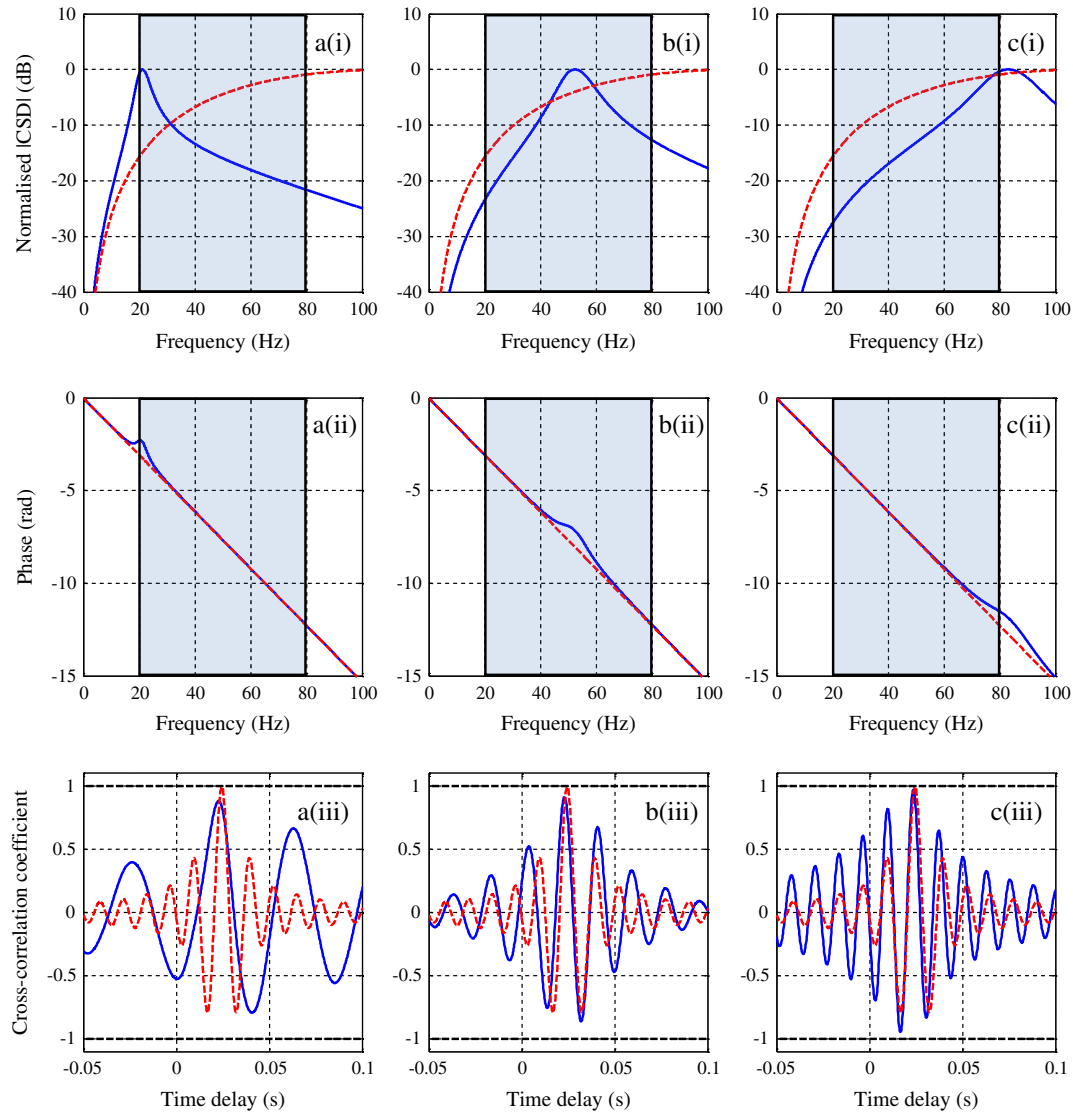 Normalised |CSD| (dB)
10
0
-10
-20
-30
-40
a(i)
0 20 40 60 80 100
Frequency (Hz)
10
0
-10
-20
-30
-40
b(i)
0 20 40 60 80 100
Frequency (Hz)
10
0
-10
-20
-30
-40
c(i)
0 20 40 60 80 100
Frequency (Hz)
Phase (rad)
0
-5
-10
-15
a(ii)
0 20 40 60 80 100
Frequency (Hz)
0
-5
-10
-15
b(ii)
0 20 40 60 80 100
Frequency (Hz)
0
-5
-10
-15
c(ii)
0 20 40 60 80 100
Frequency (Hz)
Cross-correlation coefficient
1
0.5
0
-0.5
-1
a(iii)
-0.05 0 0.05 0.1
Time delay (s)
1
0.5
0
-0.5
-1
b(iii)
-0.05 0 0.05 0.1
Time delay (s)
1
0.5
0
-0.5
-1
c(iii)
-0.05 0 0.05 0.1
Time delay (s)